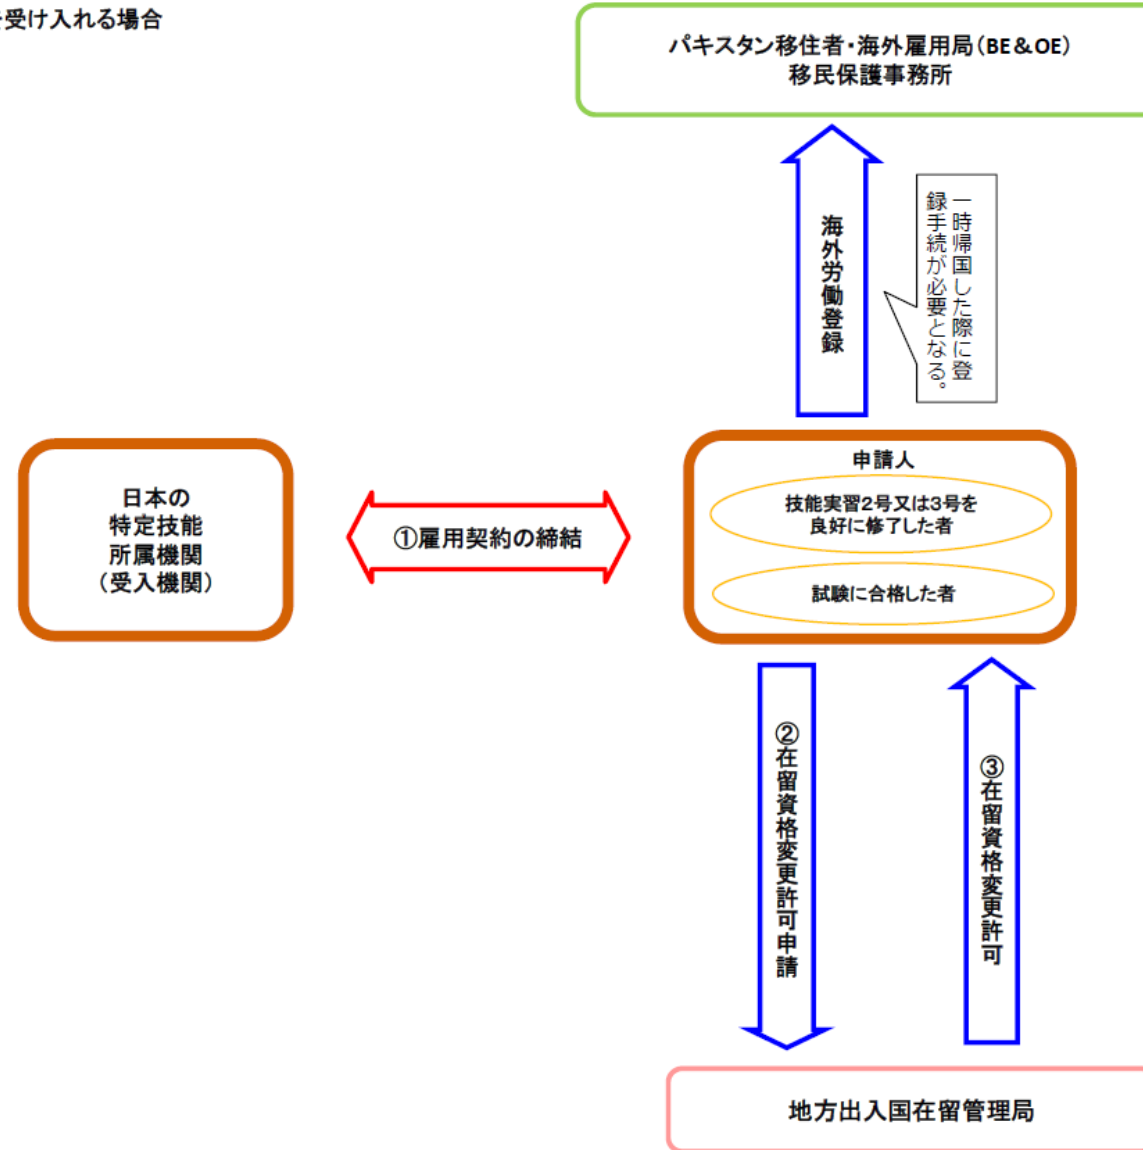 を受け入れる場合
パキスタン移住者・海外雇用局(BE&OE)
移民保護事務所
海外労働登録
一時帰国した際に登
録手続が必要となる。
日本の
特定技能
所属機関
(受入機関)
①雇用契約の締結
申請人
技能実習2号又は3号を
良好に修了した者
試験に合格した者
②在留資格変更許可申請
③在留資格変更許可
地方出入国在留管理局